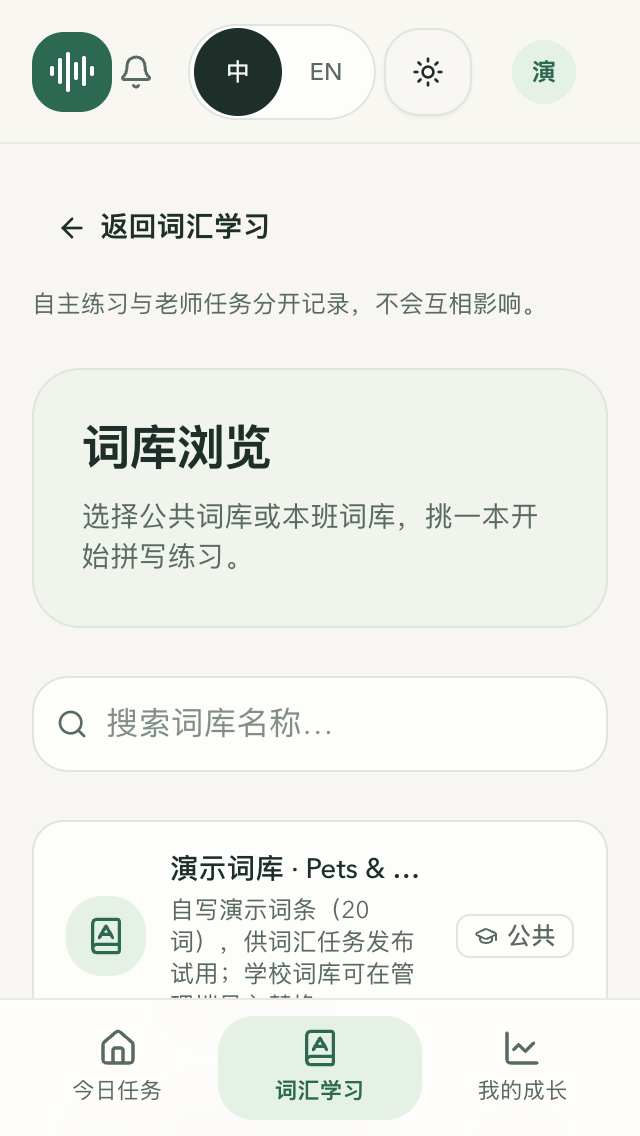 中
EN
演
返回词汇学习
自主练习与老师任务分开记录，不会互相影响。
词库浏览
选择公共词库或本班词库，挑一本开
始拼写练习。
搜索词库名称...
演示词库 · Pets & ...
自写演示词条（20
词），供词汇任务发布
试用；学校词库可在管
公共
今日任务
词汇学习
我的成长